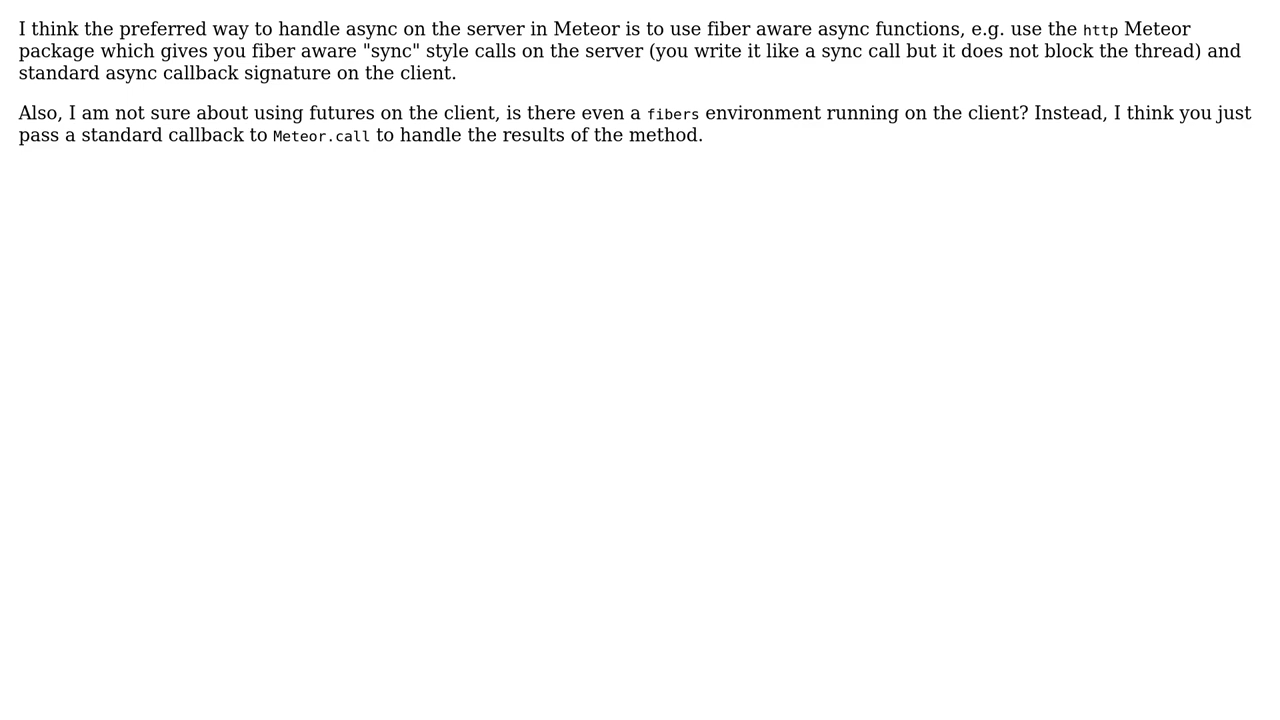 I think the preferred way to handle async on the server in Meteor is to use fiber aware async functions, e.g. use the http Meteor
package which gives you fiber aware "sync" style calls on the server (you write it like a sync call but it does not block the thread) and
standard async callback signature on the client.
Also, I am not sure about using futures on the client, is there even a fibers environment running on the client? Instead, I think you just
pass a standard callback to Meteor.call to handle the results of the method.